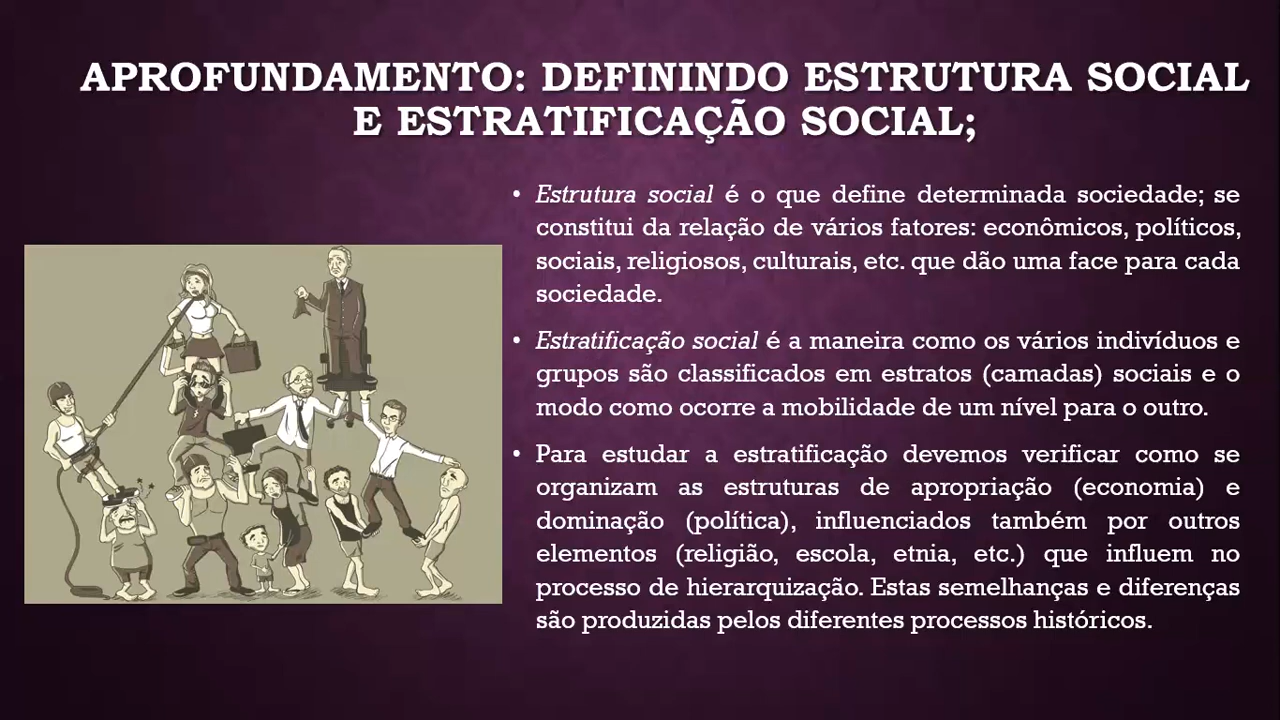 APROFUNDAMENTO: DEFININDO ESTRUTURA SOCIAL
E ESTRATIFICAÇÃO SOCIAL;
• Estrutura social é o que define determinada sociedade; se
constitui da relação de vários fatores: econômicos, políticos,
sociais, religiosos, culturais, etc. que dão uma face para cada
sociedade.
• Estratificação social é a maneira como os vários indivíduos e
grupos são classificados em estratos (camadas) sociais e o
modo como ocorre a mobilidade de um nível para o outro.
• Para estudar a estratificação devemos verificar como se
organizam as estruturas de apropriação (economia) e
dominação (política), influenciados também por outros
elementos (religião, escola, etnia, etc.) que influem no
processo de hierarquização. Estas semelhanças e diferenças
são produzidas pelos diferentes processos históricos.